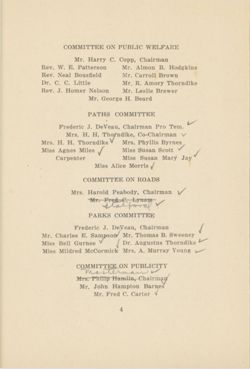 COMMITTEE ON PUBLIC WELFARE
Mr. Harry C. Copp, Chairman
Rev. W. E. Patterson Mr. Almon B. Hodgkins
Rev. Neal Bousfield Mr. Carroll Brown
Dr. C. C. Little Mr. R. Amory Thorndike
Rev. J. Homer Nelson Mr. Leslie Brewer
Mr. George H. Beard
PATHS COMMITTEE
Frederic J. DeVeau, Chairman Pro Tem.
Mrs. H. H. Thorndike, Co-Chairman
Mrs. H. H. Thorndike Mrs. Phyllis Byrnes
Miss Agnes Miles Miss Susan Scott
Carpenter Miss Susan Mary Jay
Miss Alice Morris
COMMITTEE ON ROADS
Mrs. Harold Peabody, Chairman
Mr. Fred C. Lynam
PARKS COMMITTEE
Frederic J. DeVeau, Chairman
Mr. Charles E. Sampson Mr. Thomas B. Sweeney
Miss Bell Gurnee Dr. Augustus Thorndike
Miss Mildred McCormick Mrs. A. Murray Young
COMMITTEE ON PUBLICITY
Masterman
Mrs. Philip Hamlin, Chairman
Mr. John Hampton Barnes
Mr. Fred C. Carter
4